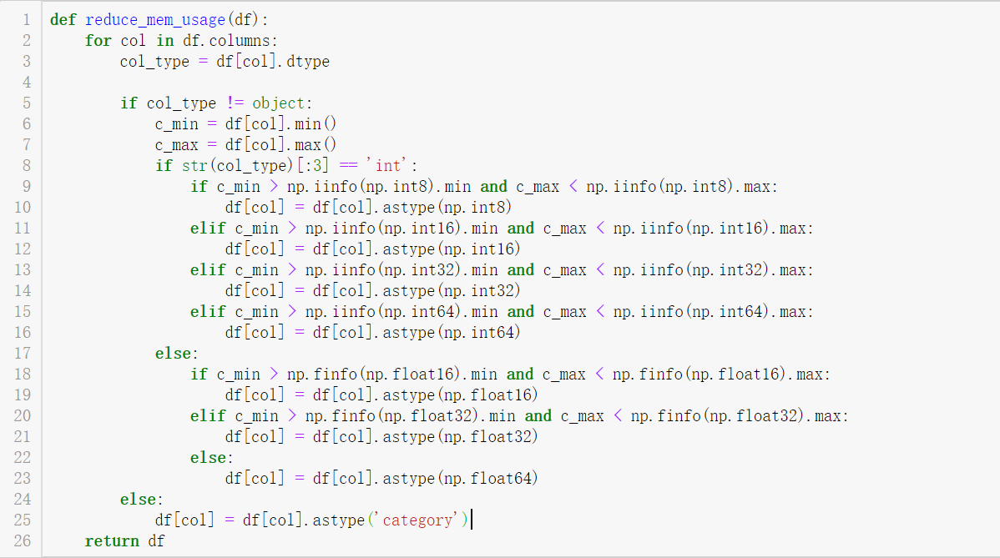 1 def reduce_mem_usage(df):
2     for col in df.columns:
3         col_type = df[col].dtype
4
5         if col_type != object:
6             c_min = df[col].min()
7             c_max = df[col].max()
8             if str(col_type)[:3] == 'int':
9                 if c_min > np.iinfo(np.int8).min and c_max < np.iinfo(np.int8).max:
10                     df[col] = df[col].astype(np.int8)
11                 elif c_min > np.iinfo(np.int16).min and c_max < np.iinfo(np.int16).max:
12                     df[col] = df[col].astype(np.int16)
13                 elif c_min > np.iinfo(np.int32).min and c_max < np.iinfo(np.int32).max:
14                     df[col] = df[col].astype(np.int32)
15                 elif c_min > np.iinfo(np.int64).min and c_max < np.iinfo(np.int64).max:
16                     df[col] = df[col].astype(np.int64)
17             else:
18                 if c_min > np.finfo(np.float16).min and c_max < np.finfo(np.float16).max:
19                     df[col] = df[col].astype(np.float16)
20                 elif c_min > np.finfo(np.float32).min and c_max < np.finfo(np.float32).max:
21                     df[col] = df[col].astype(np.float32)
22                 else:
23                     df[col] = df[col].astype(np.float64)
24         else:
25             df[col] = df[col].astype('category')
26     return df